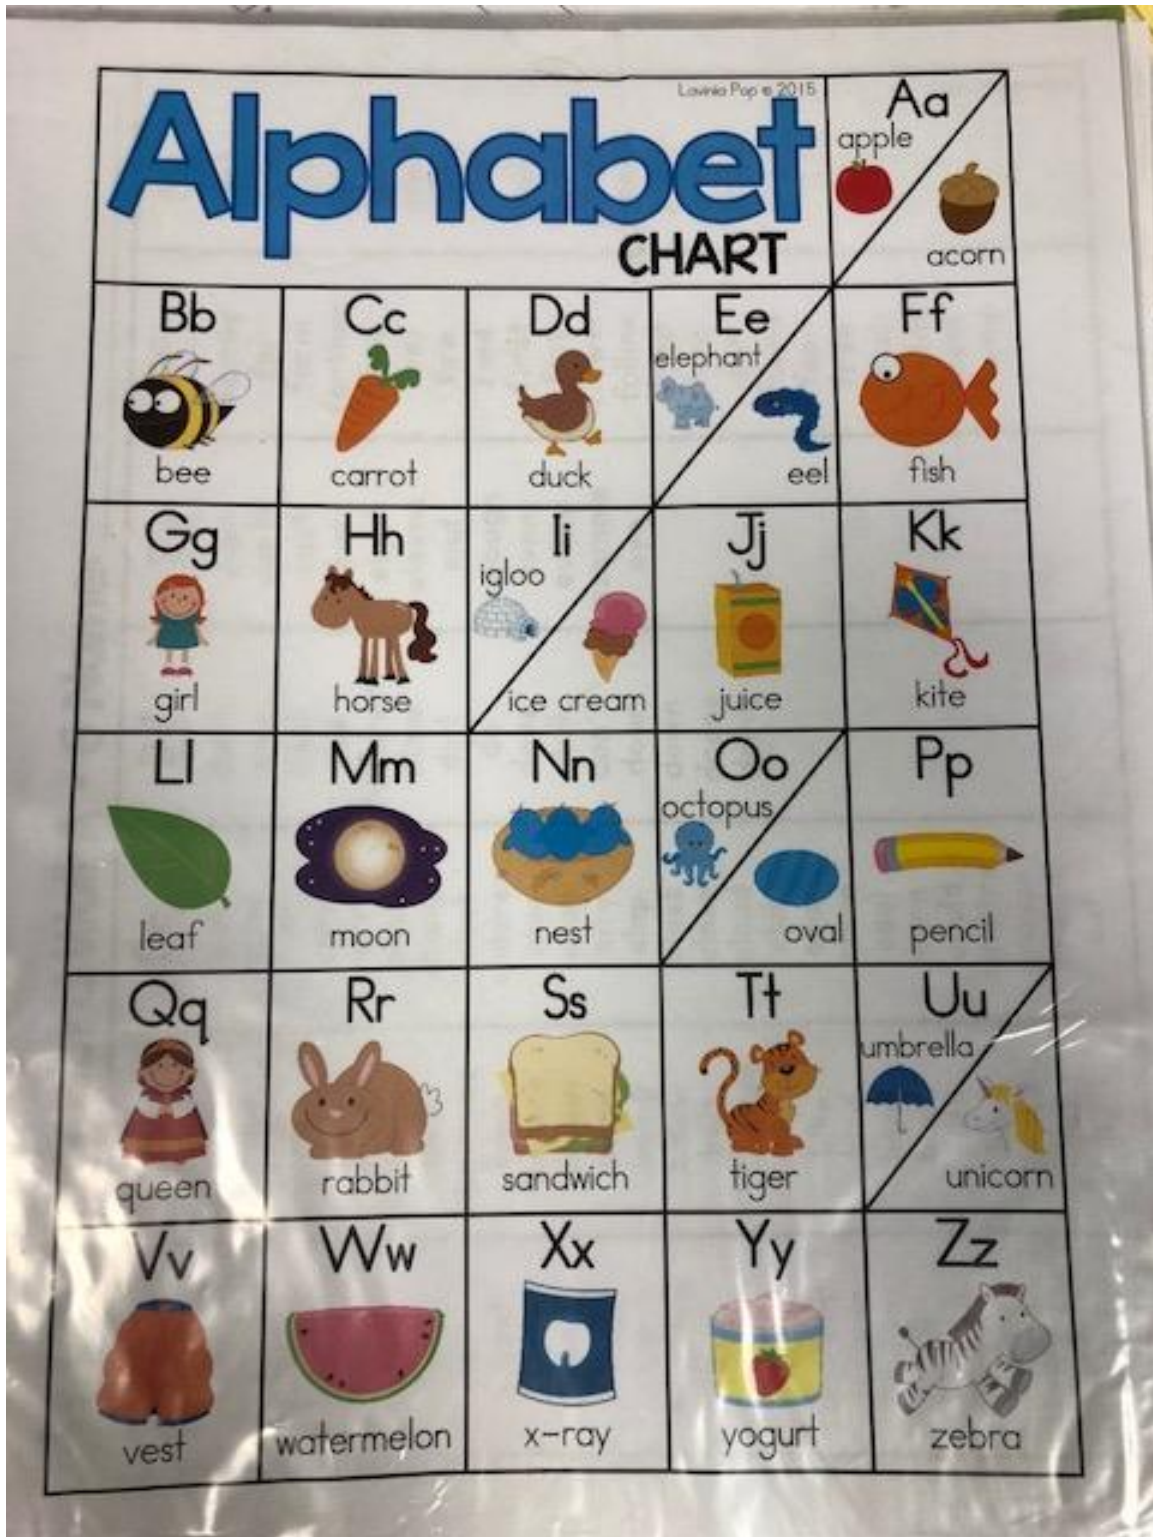 Lavinia Pop © 2015
Alphabet
CHART
Aa
apple
acorn
Bb
bee
Cc
carrot
Dd
duck
Ee
elephant
eel
Ff
fish
Gg
girl
Hh
horse
Ii
igloo
ice cream
Jj
juice
Kk
kite
Ll
leaf
Mm
moon
Nn
nest
Oo
octopus
oval
Pp
pencil
Qq
queen
Rr
rabbit
Ss
sandwich
Tt
tiger
Uu
umbrella
unicorn
Vv
vest
Ww
watermelon
Xx
x-ray
Yy
yogurt
Zz
zebra